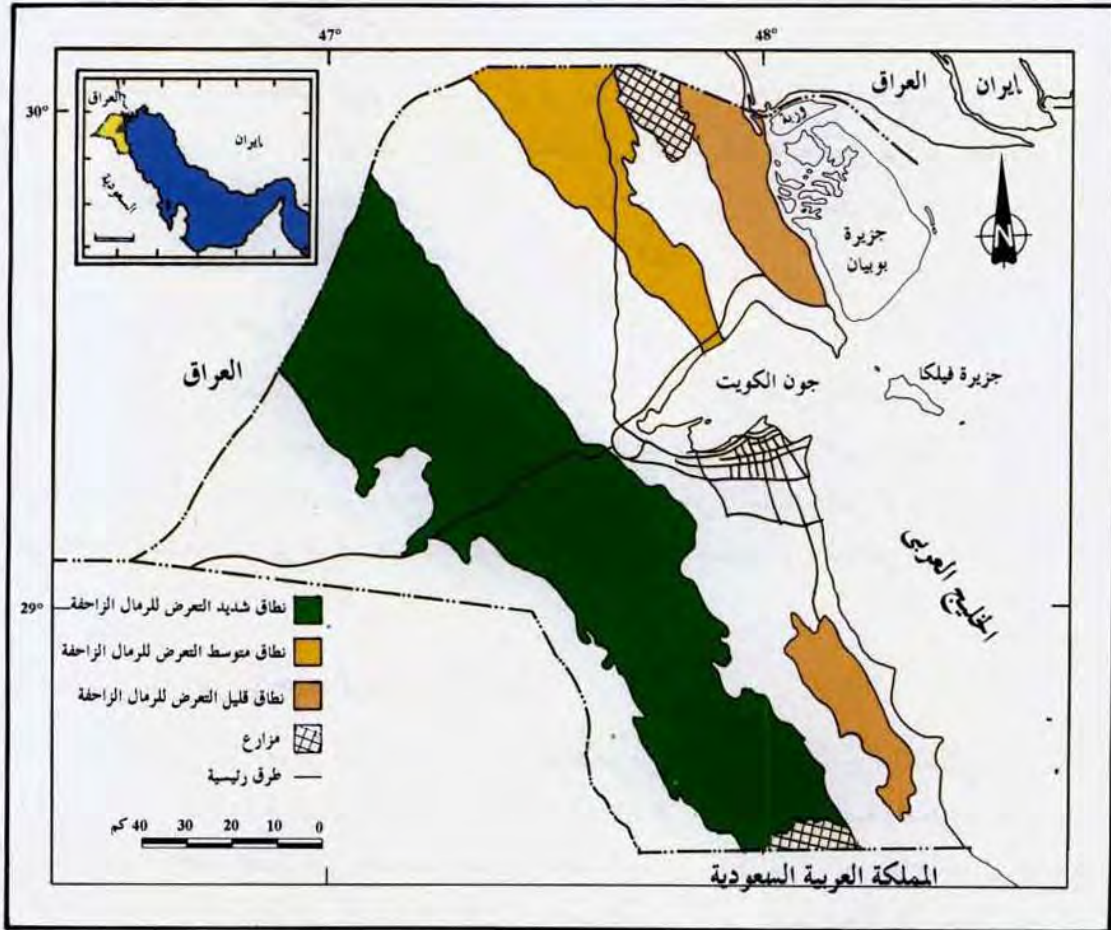 47°
48°
30°
29°
العراق
إيران
السعودية
العراق
إيران
وربة
جزيرة
بوبيان
العراق
جون الكويت
جزيرة فيلكا
الخليج العربي
نطاق شديد التعرض للرمال الزاحفة
نطاق متوسط التعرض للرمال الزاحفة
نطاق قليل التعرض للرمال الزاحفة
مزارع
طرق رئيسية
0 10 20 30 40 كم
المملكة العربية السعودية
N